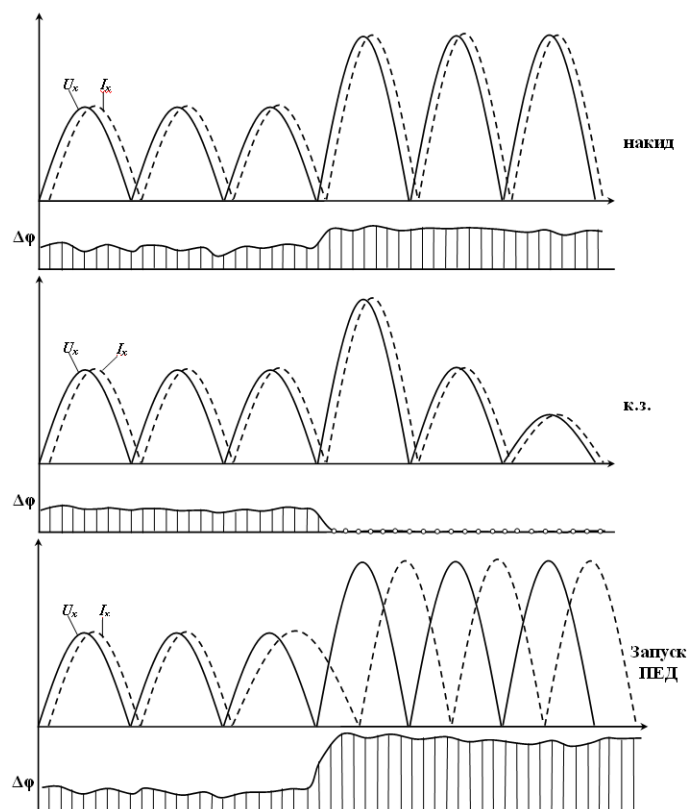 Uₓ Iₓ
накид
Δφ
Uₓ Iₓ
к.з.
Δφ
Uₓ Iₓ
Запуск
ПЕД
Δφ